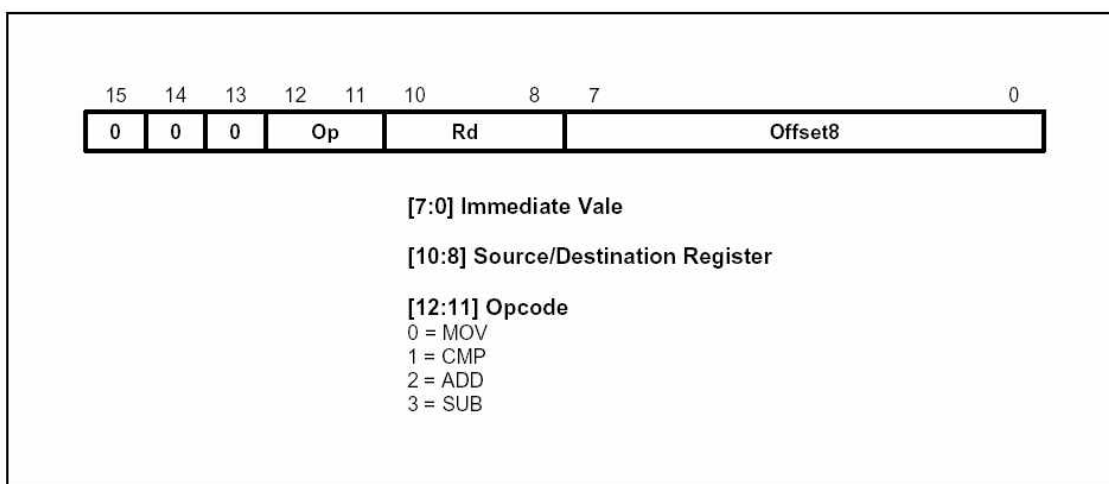 15 14 13 12 11 10 8 7 0
0 0 0 Op Rd Offset8
[7:0] Immediate Vale
[10:8] Source/Destination Register
[12:11] Opcode
0 = MOV
1 = CMP
2 = ADD
3 = SUB